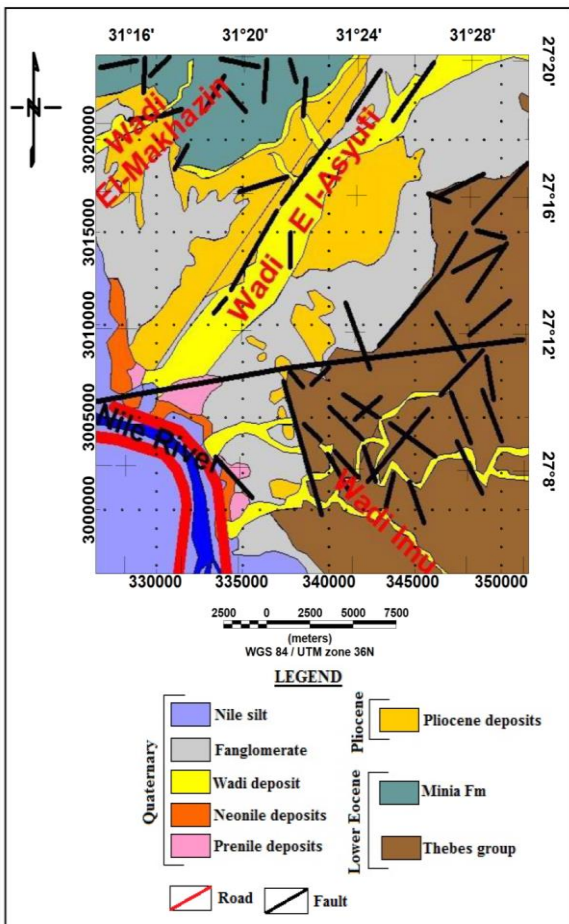 31°16' 31°20' 31°24' 31°28'
N
27°20'
27°16'
27°12'
27°8'
3020000
3015000
3010000
3005000
3000000
Wadi
El-Makhazin
Wadi E l-Asyuti
Nile River
Wadi Imu
330000 335000 340000 345000 350000
2500 0 2500 5000 7500
(meters)
WGS 84 / UTM zone 36N
LEGEND
Quaternary
Nile silt
Fanglomerate
Wadi deposit
Neonile deposits
Prenile deposits
Pliocene
Pliocene deposits
Lower Eocene
Minia Fm
Thebes group
Road
Fault